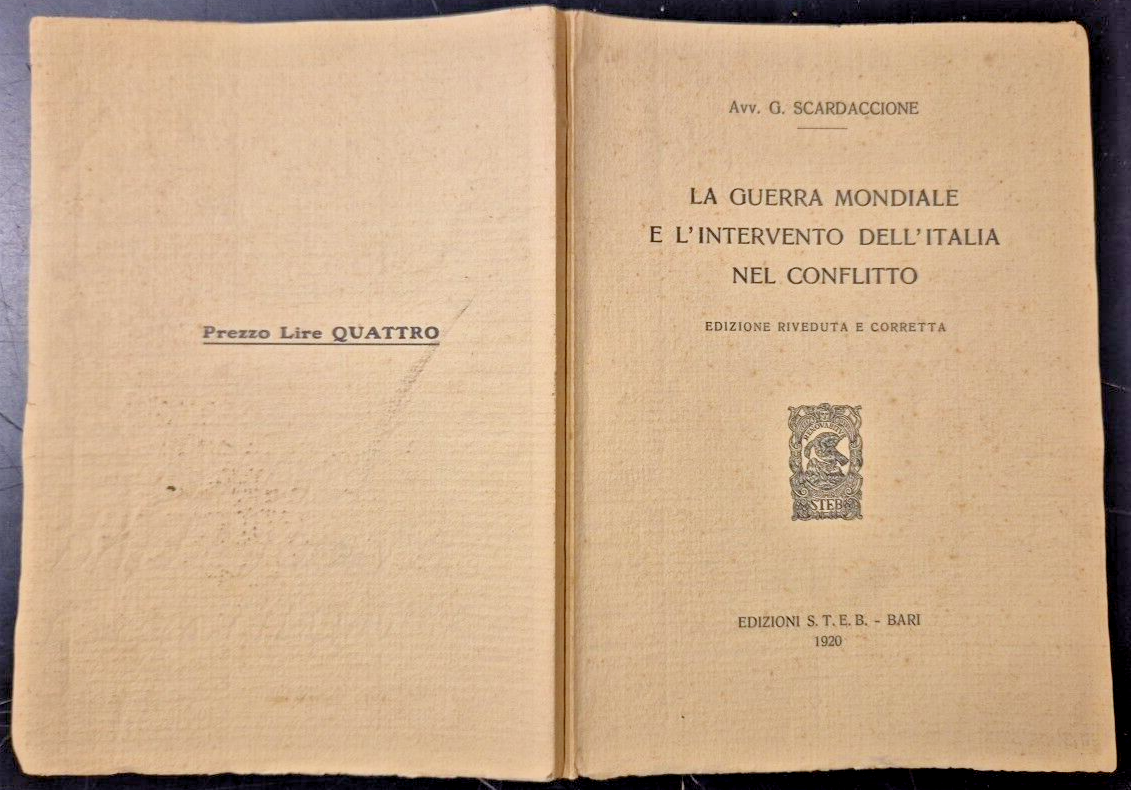 Prezzo Lire QUATTRO
Avv. G. SCARDACCIONE
LA GUERRA MONDIALE
E L'INTERVENTO DELL'ITALIA
NEL CONFLITTO
EDIZIONE RIVEDUTA E CORRETTA
STEB
EDIZIONI S. T. E. B. - BARI
1920